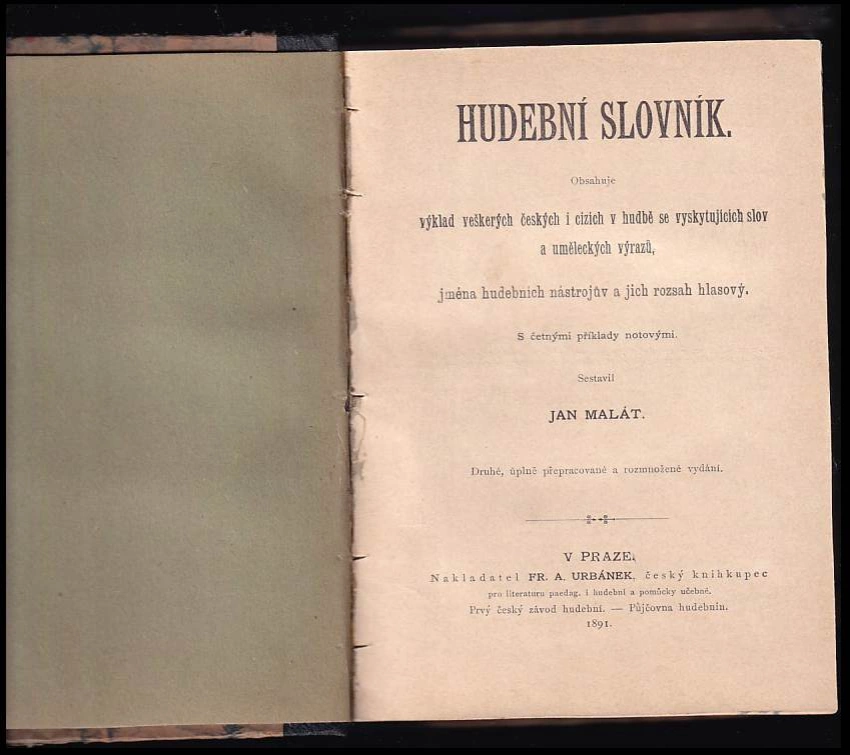 HUDEBNÍ SLOVNÍK.
Obsahuje
výklad veškerých českých i cizích v hudbě se vyskytujících slov
a uměleckých výrazů,
jména hudebních nástrojův a jich rozsah hlasový.
S četnými příklady notovými.
Sestavil
JAN MALÁT.
Druhé, úplně přepracované a rozmnožené vydání.
V PRAZE.
Nakladatel FR. A. URBÁNEK, český knihkupec
pro literaturu paedag. i hudební a pomůcky učebné.
Prvý český závod hudební. — Půjčovna hudebnin.
1891.